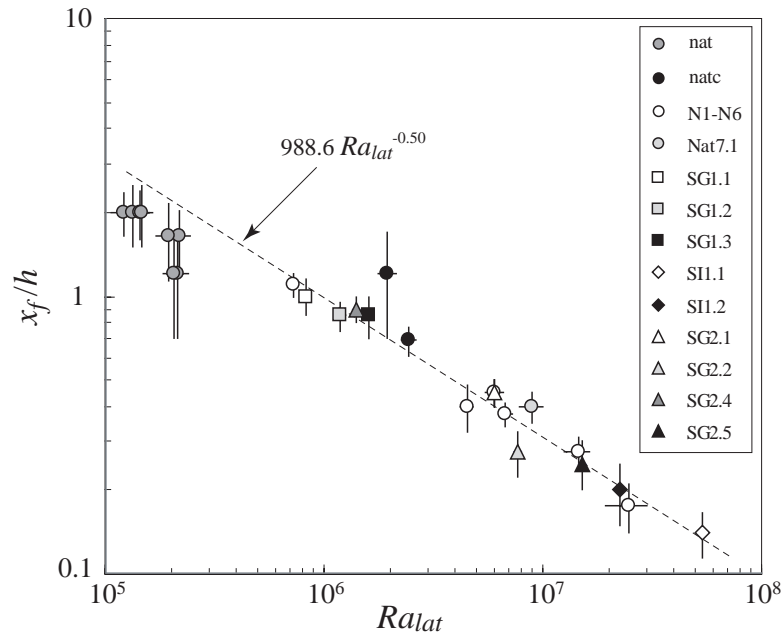 10
1
0.1
x_f/h
988.6 Ra_lat^-0.50
nat
natc
N1-N6
Nat7.1
SG1.1
SG1.2
SG1.3
SI1.1
SI1.2
SG2.1
SG2.2
SG2.4
SG2.5
10^5 10^6 10^7 10^8
Ra_lat